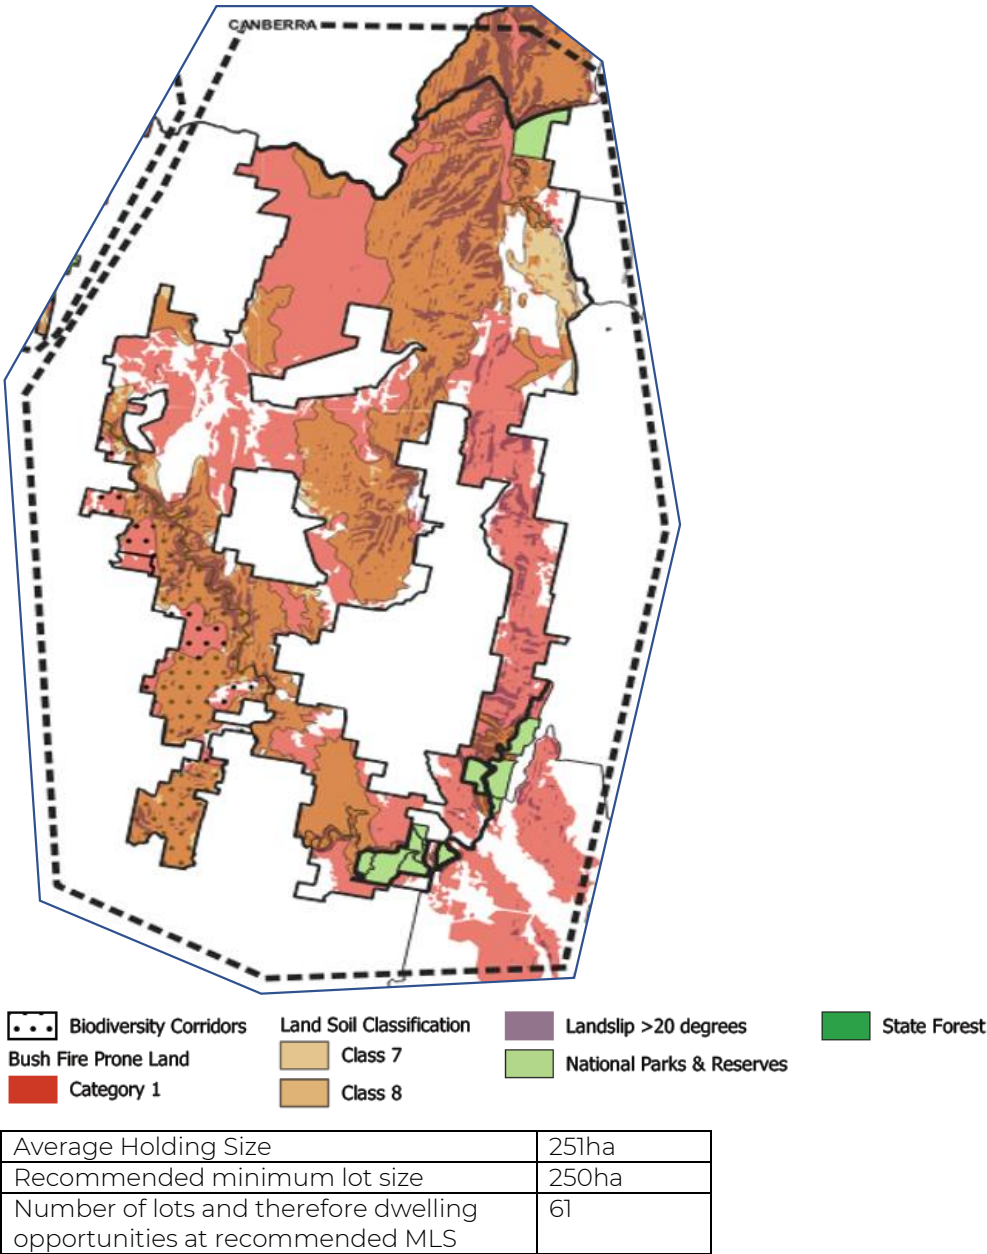 CANBERRA
Biodiversity Corridors
Bush Fire Prone Land
Category 1
Land Soil Classification
Class 7
Class 8
Landslip >20 degrees
National Parks & Reserves
State Forest
Average Holding Size 251ha
Recommended minimum lot size 250ha
Number of lots and therefore dwelling 61
opportunities at recommended MLS